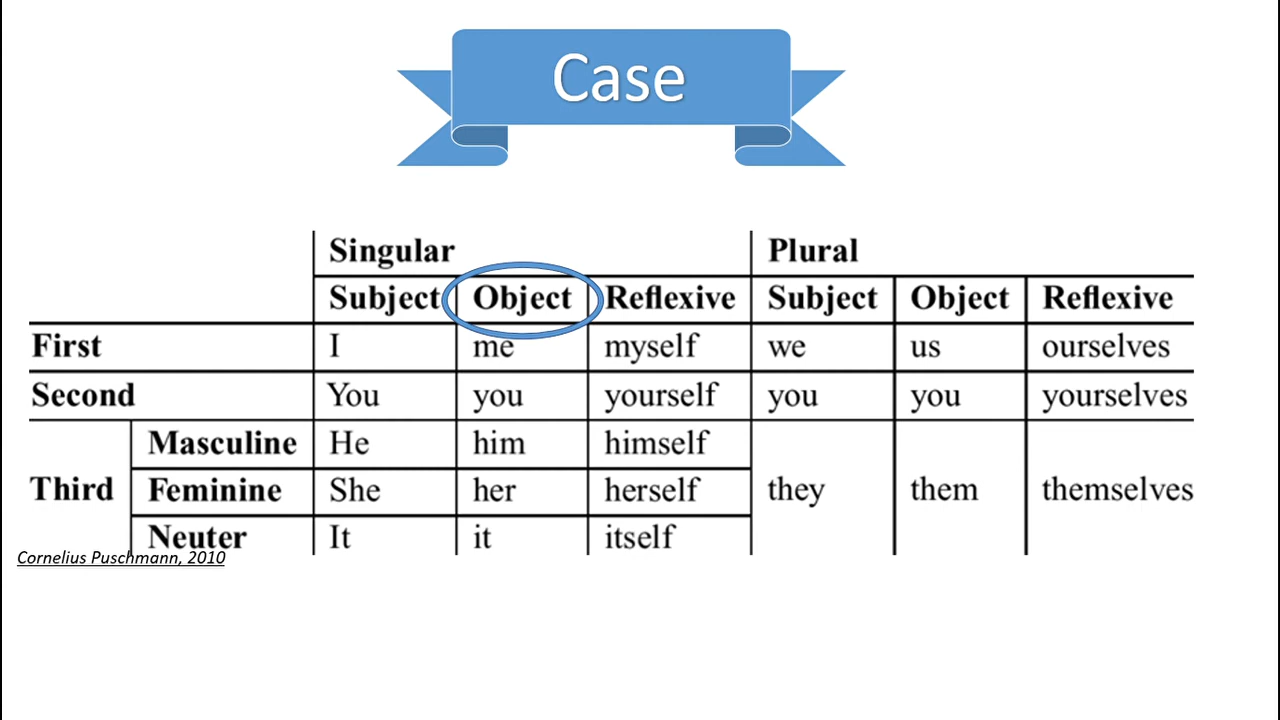 Case
Singular Plural
Subject Object Reflexive Subject Object Reflexive
First I me myself we us ourselves
Second You you yourself you you yourselves
Masculine He him himself
Third Feminine She her herself they them themselves
Neuter It it itself
Cornelius Puschmann, 2010